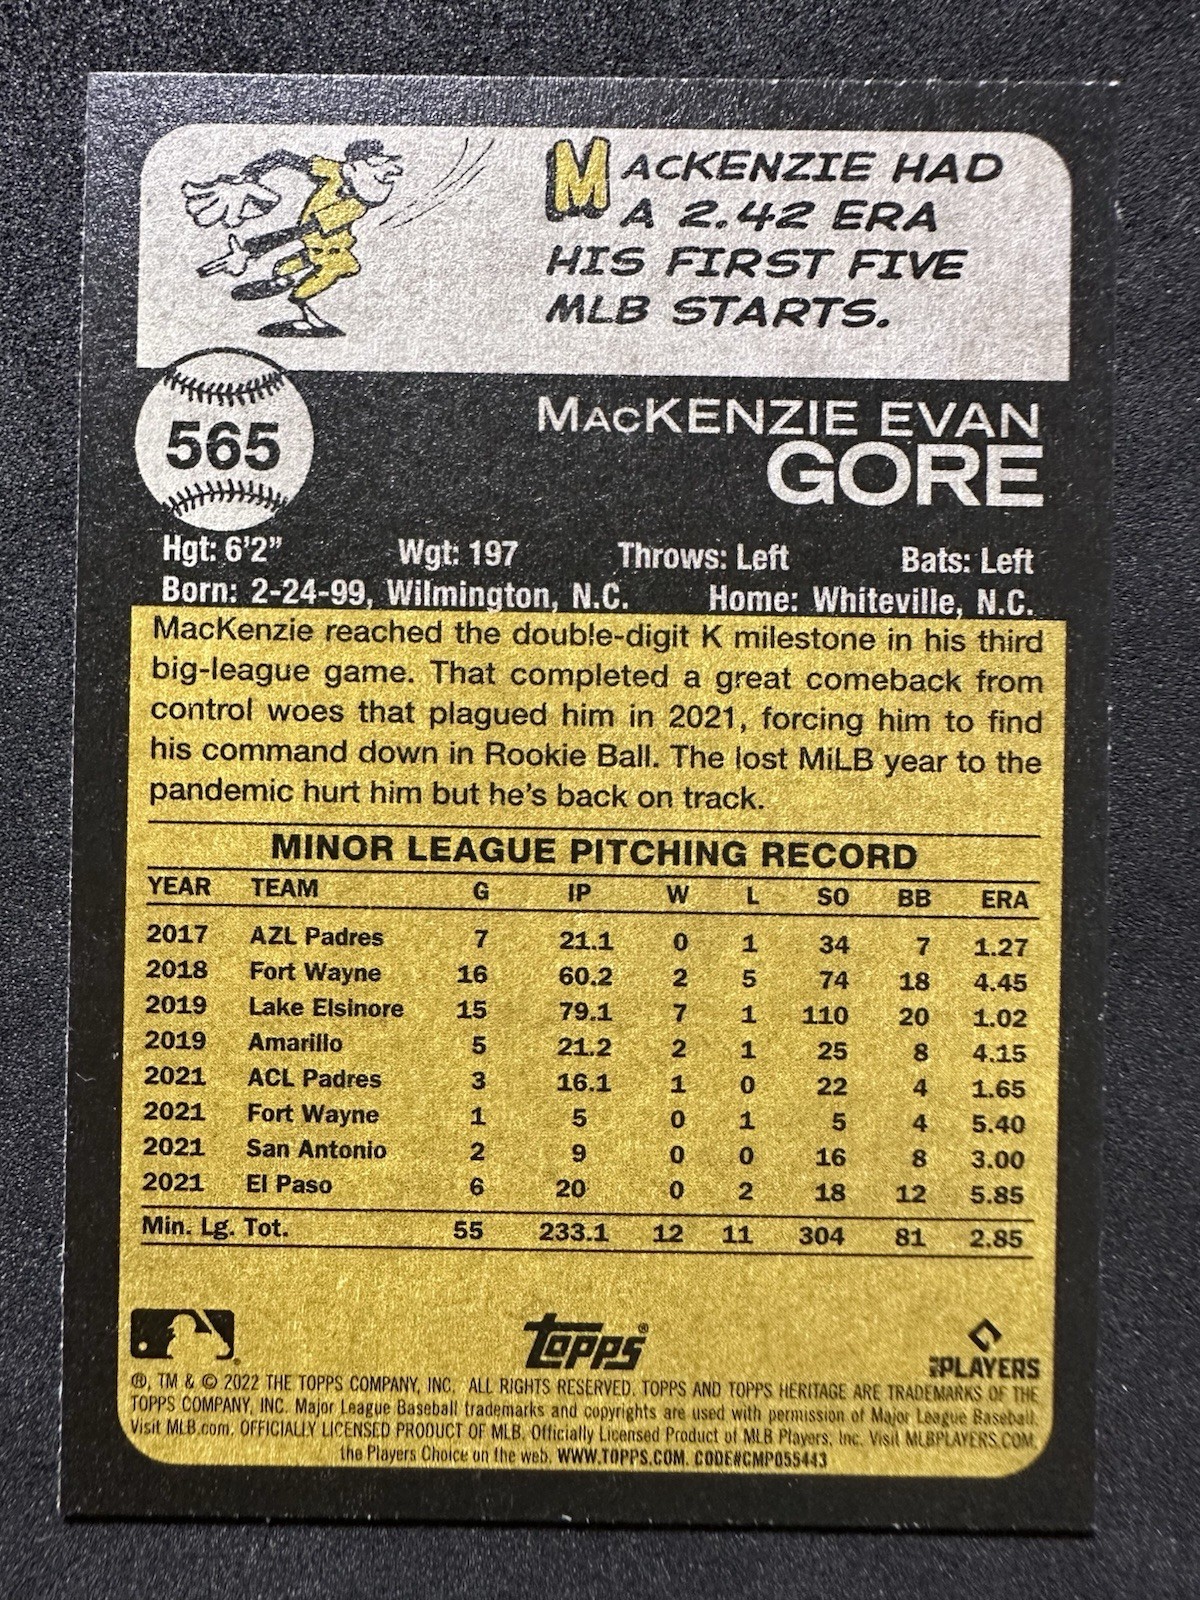 MACKENZIE HAD
A 2.42 ERA
HIS FIRST FIVE
MLB STARTS.
565
MACKENZIE EVAN
GORE
Hgt: 6'2" Wgt: 197 Throws: Left Bats: Left
Born: 2-24-99, Wilmington, N.C. Home: Whiteville, N.C.
MacKenzie reached the double-digit K milestone in his third
big-league game. That completed a great comeback from
control woes that plagued him in 2021, forcing him to find
his command down in Rookie Ball. The lost MiLB year to the
pandemic hurt him but he's back on track.
MINOR LEAGUE PITCHING RECORD
YEAR TEAM G IP W L SO BB ERA
2017 AZL Padres 7 21.1 0 1 34 7 1.27
2018 Fort Wayne 16 60.2 2 5 74 18 4.45
2019 Lake Elsinore 15 79.1 7 1 110 20 1.02
2019 Amarillo 5 21.2 2 1 25 8 4.15
2021 ACL Padres 3 16.1 1 0 22 4 1.65
2021 Fort Wayne 1 5 0 1 5 4 5.40
2021 San Antonio 2 9 0 0 16 8 3.00
2021 El Paso 6 20 0 2 18 12 5.85
Min. Lg. Tot. 55 233.1 12 11 304 81 2.85
Topps® PLAYERS
®, TM & © 2022 THE TOPPS COMPANY, INC. ALL RIGHTS RESERVED. TOPPS AND TOPPS HERITAGE ARE TRADEMARKS OF THE
TOPPS COMPANY, INC. Major League Baseball trademarks and copyrights are used with permission of Major League Baseball.
Visit MLB.com. OFFICIALLY LICENSED PRODUCT OF MLB. Officially Licensed Product of MLB Players, Inc. Visit MLBPLAYERS.COM,
the Players Choice on the web. WWW.TOPPS.COM. CODE#CMP055443